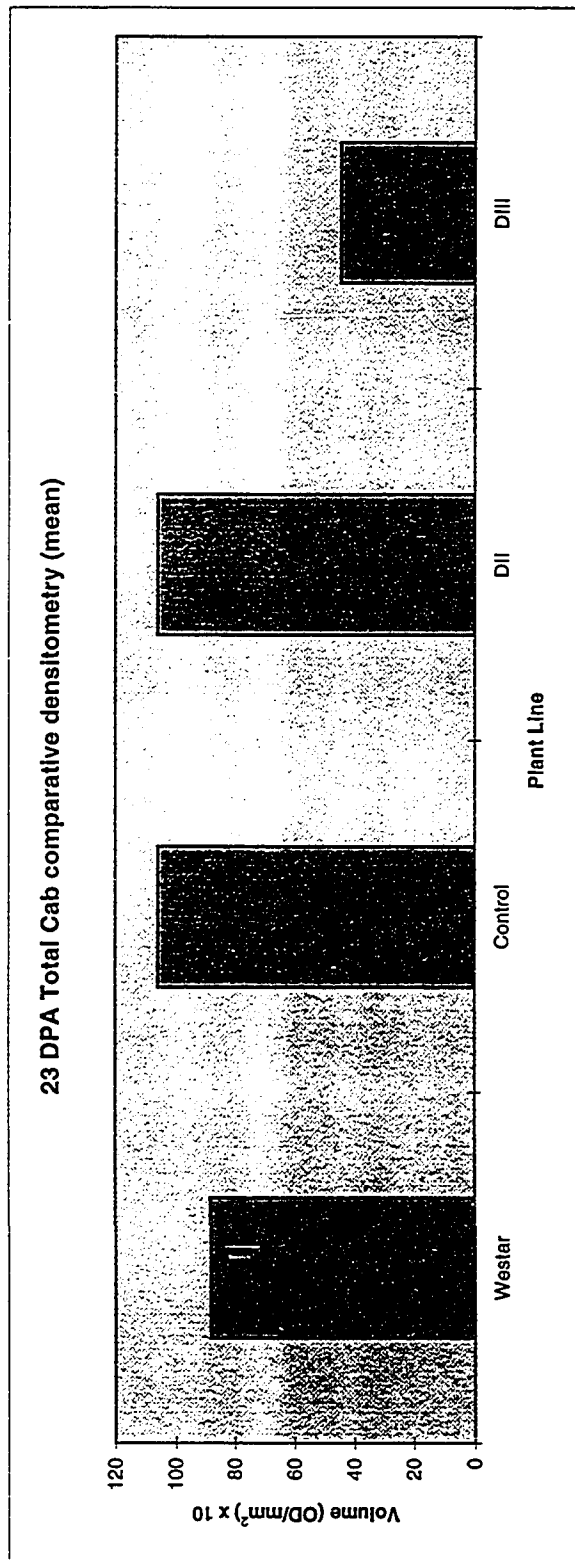 23 DPA Total Cab comparative densitometry (mean)
Volume (OD/mm²) x 10
120
100
80
60
40
20
0
Westar
Control
DII
DIII
Plant Line